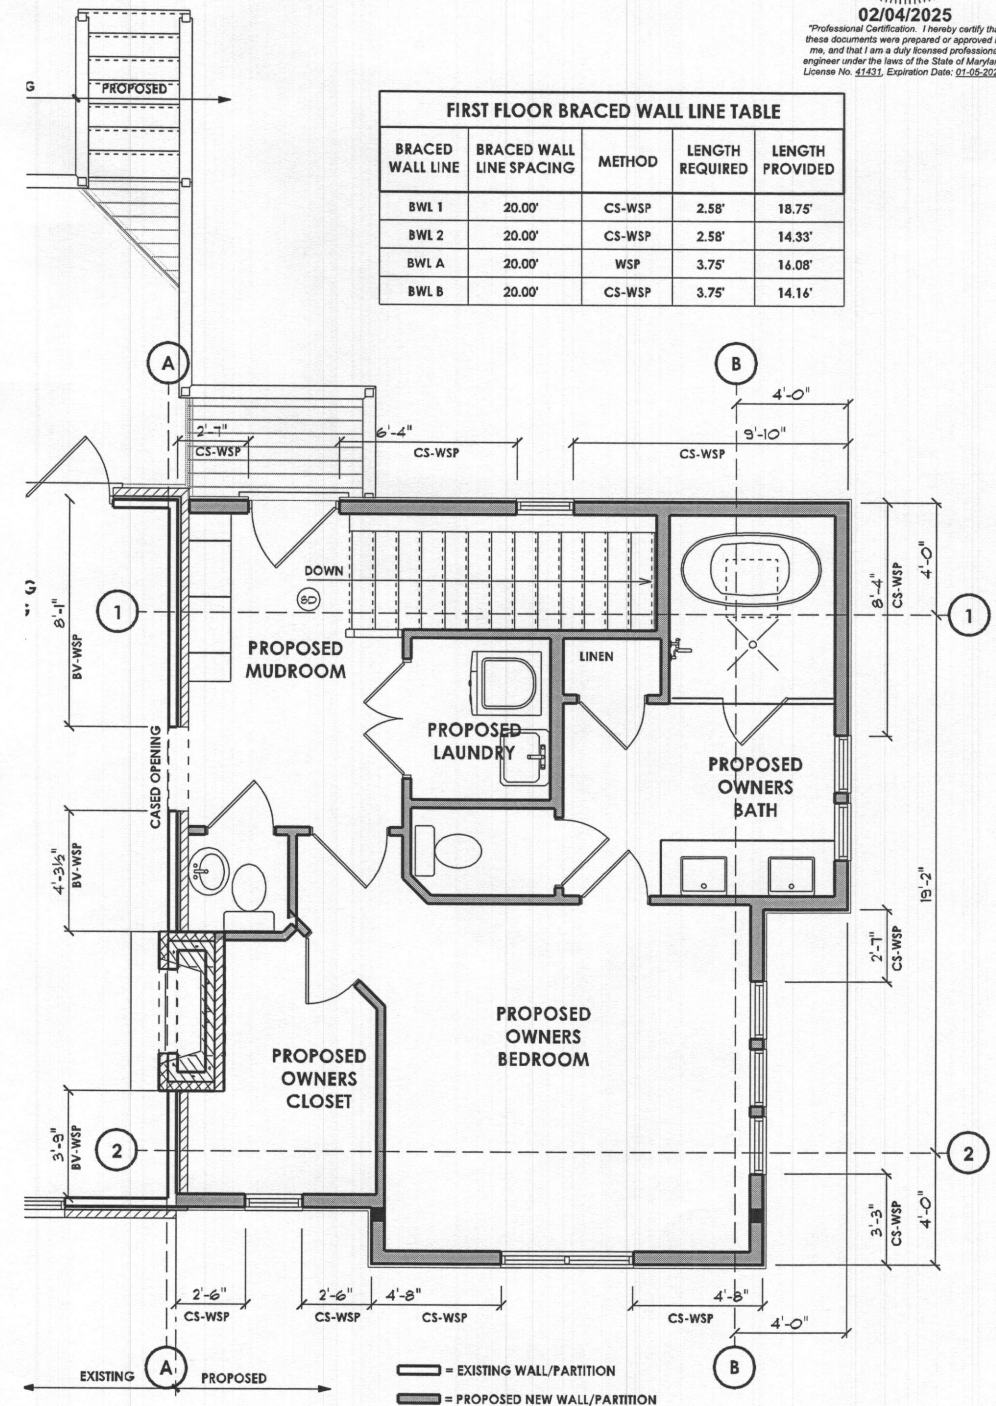 02/04/2025
"Professional Certification. I hereby certify tha
these documents were prepared or approved
me, and that I am a duly licensed professiona
engineer under the laws of the State of Marylan
License No. 41431, Expiration Date: 01-05-202
G
PROPOSED
FIRST FLOOR BRACED WALL LINE TABLE
BRACED WALL LINE | BRACED WALL LINE SPACING | METHOD | LENGTH REQUIRED | LENGTH PROVIDED
BWL 1 | 20.00' | CS-WSP | 2.58' | 18.75'
BWL 2 | 20.00' | CS-WSP | 2.58' | 14.33'
BWL A | 20.00' | WSP | 3.75' | 16.08'
BWL B | 20.00' | CS-WSP | 3.75' | 14.16'
A
B
4'-0"
2'-7"
CS-WSP
6'-4"
CS-WSP
9'-10"
CS-WSP
8'-1"
BV-WSP
DOWN
8'-4"
CS-WSP
4'-0"
1
1
PROPOSED
MUDROOM
LINEN
PROPOSED
LAUNDRY
CASED OPENING
PROPOSED
OWNERS
BATH
4'-3½"
BV-WSP
19'-2"
2'-7"
CS-WSP
PROPOSED
OWNERS
BEDROOM
PROPOSED
OWNERS
CLOSET
3'-9"
BV-WSP
2
2
3'-3"
CS-WSP
4'-0"
2'-6"
CS-WSP
2'-6"
CS-WSP
4'-8"
CS-WSP
4'-8"
CS-WSP
4'-0"
A
B
EXISTING
PROPOSED
= EXISTING WALL/PARTITION
= PROPOSED NEW WALL/PARTITION